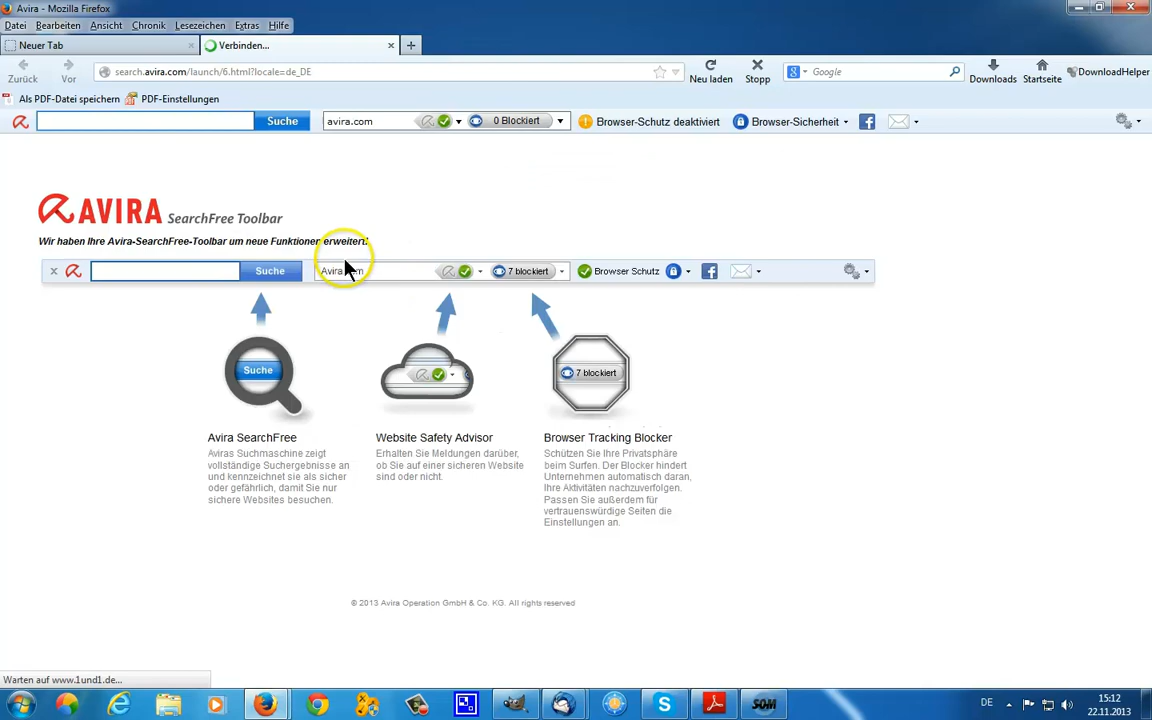 Avira - Mozilla Firefox
Datei Bearbeiten Ansicht Chronik Lesezeichen Extras Hilfe
Neuer Tab
Verbinden...
Zurück
Vor
search.avira.com/launch/6.html?locale=de_DE
Neu laden
Stopp
Google
Downloads
Startseite
DownloadHelper
Als PDF-Datei speichern
PDF-Einstellungen
Suche
avira.com
0 Blockiert
Browser-Schutz deaktiviert
Browser-Sicherheit
AVIRA SearchFree Toolbar
Wir haben Ihre Avira-SearchFree-Toolbar um neue Funktionen erweitert!
Suche
7 blockiert
Browser Schutz
Suche
7 blockiert
Avira SearchFree
Aviras Suchmaschine zeigt
vollständige Suchergebnisse an
und kennzeichnet sie als sicher
oder gefährlich, damit Sie nur
sichere Websites besuchen.
Website Safety Advisor
Erhalten Sie Meldungen darüber,
ob Sie auf einer sicheren Website
sind oder nicht.
Browser Tracking Blocker
Schützen Sie Ihre Privatsphäre
beim Surfen. Der Blocker hindert
Unternehmen automatisch daran,
Ihre Aktivitäten nachzuverfolgen.
Passen Sie außerdem für
vertrauenswürdige Seiten die
Einstellungen an.
© 2013 Avira Operation GmbH & Co. KG. All rights reserved
Warten auf www.1und1.de...
SOM
DE
15:12
22.11.2013